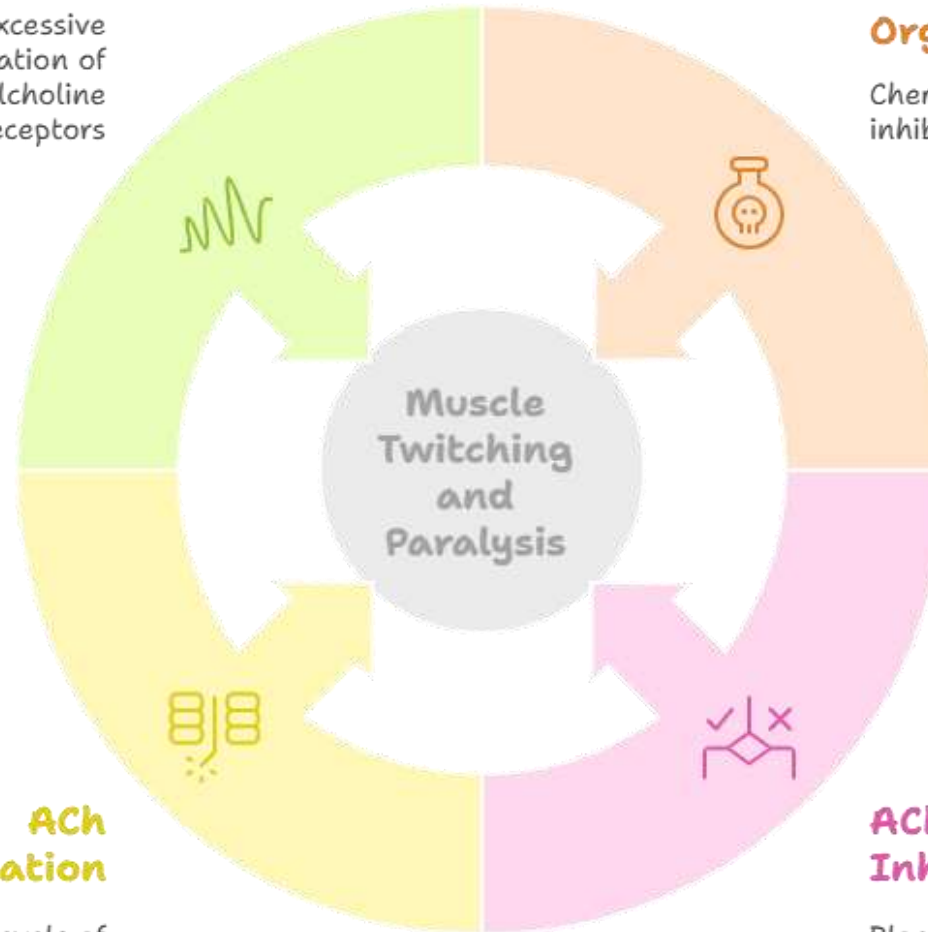 xcessive
ation of
lcholine
eceptors
Org
Cher
inhib
Muscle
Twitching
and
Paralysis
ACh
ation
ACh
Inh